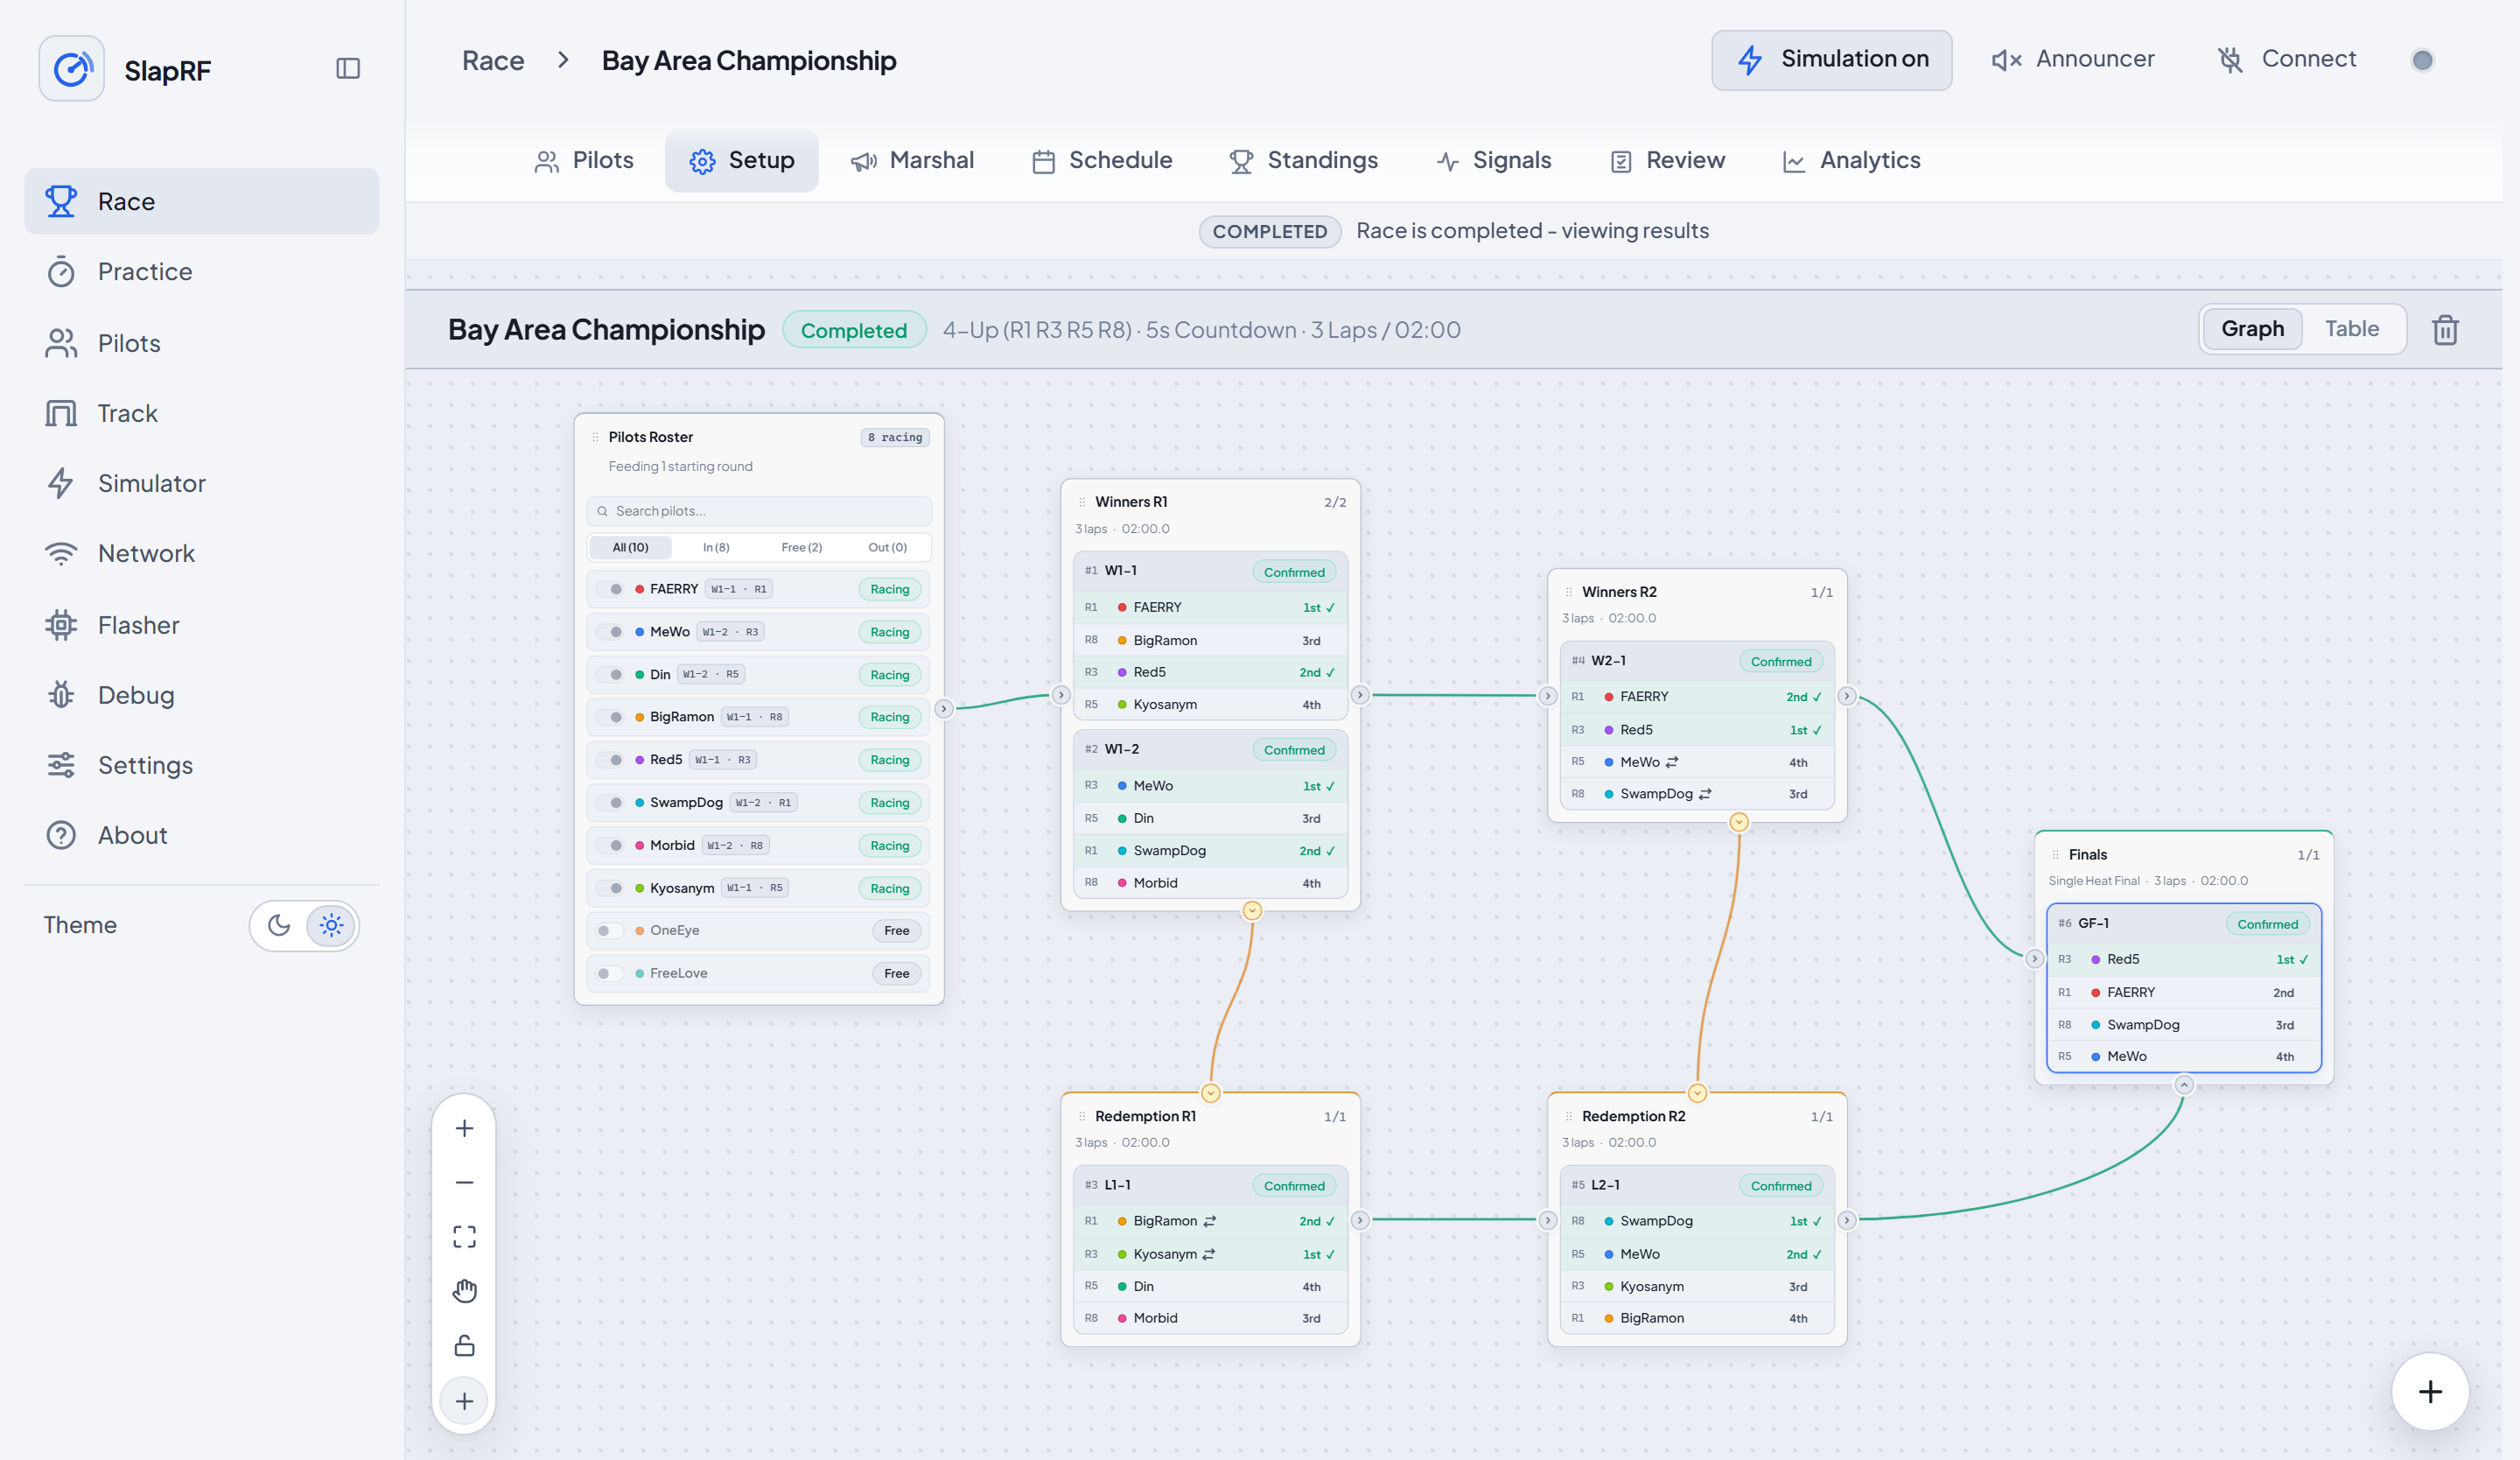 SlapRF
Race
Practice
Pilots
Track
Simulator
Network
Flasher
Debug
Settings
About
Theme
Race > Bay Area Championship
Simulation on
Announcer
Connect
Pilots
Setup
Marshal
Schedule
Standings
Signals
Review
Analytics
COMPLETED Race is completed - viewing results
Bay Area Championship Completed 4-Up (R1 R3 R5 R8) · 5s Countdown · 3 Laps / 02:00
Graph Table
Pilots Roster 8 racing
Feeding 1 starting round
Search pilots...
All (10) In (8) Free (2) Out (0)
FAERRY W1-1 · R1 Racing
MeWo W1-2 · R3 Racing
Din W1-2 · R5 Racing
BigRamon W1-1 · R8 Racing
Red5 W1-1 · R3 Racing
SwampDog W1-2 · R1 Racing
Morbid W1-2 · R8 Racing
Kyosanym W1-1 · R5 Racing
OneEye Free
FreeLove Free
Winners R1 2/2
3 laps · 02:00.0
#1 W1-1 Confirmed
R1 FAERRY 1st ✓
R8 BigRamon 3rd
R3 Red5 2nd ✓
R5 Kyosanym 4th
#2 W1-2 Confirmed
R3 MeWo 1st ✓
R5 Din 3rd
R1 SwampDog 2nd ✓
R8 Morbid 4th
Winners R2 1/1
3 laps · 02:00.0
#4 W2-1 Confirmed
R1 FAERRY 2nd ✓
R3 Red5 1st ✓
R5 MeWo ⇄ 4th
R8 SwampDog ⇄ 3rd
Finals 1/1
Single Heat Final · 3 laps · 02:00.0
#6 GF-1 Confirmed
R3 Red5 1st ✓
R1 FAERRY 2nd
R8 SwampDog 3rd
R5 MeWo 4th
Redemption R1 1/1
3 laps · 02:00.0
#3 L1-1 Confirmed
R1 BigRamon ⇄ 2nd ✓
R3 Kyosanym ⇄ 1st ✓
R5 Din 4th
R8 Morbid 3rd
Redemption R2 1/1
3 laps · 02:00.0
#5 L2-1 Confirmed
R8 SwampDog 1st ✓
R5 MeWo 2nd ✓
R3 Kyosanym 3rd
R1 BigRamon 4th